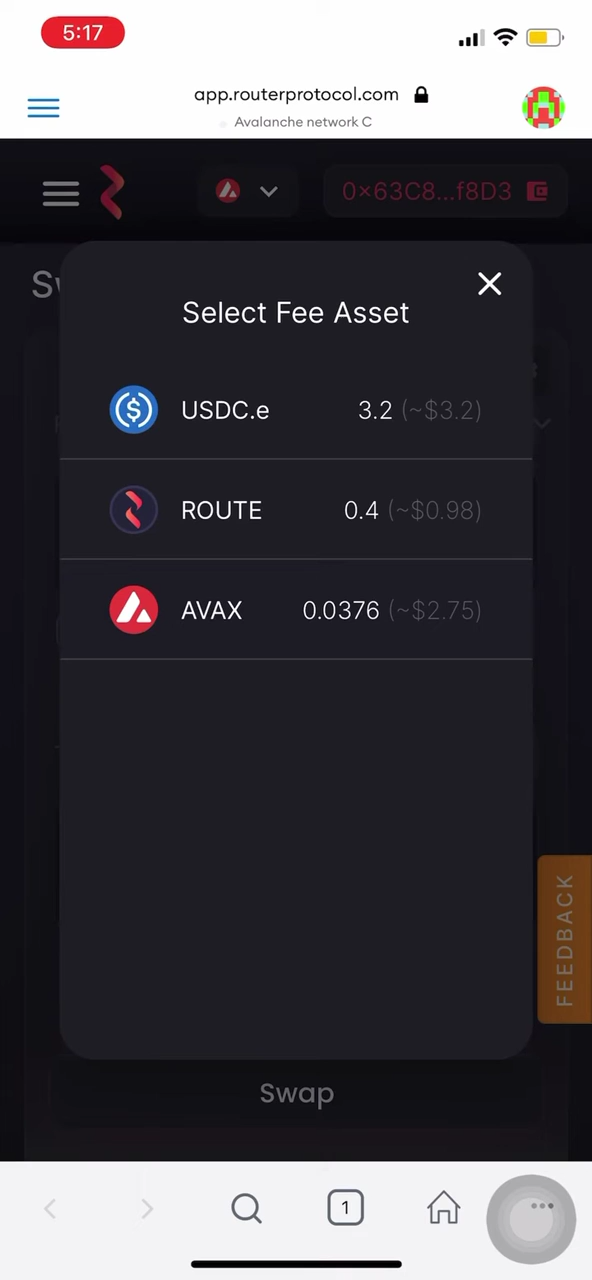 5:17
app.routerprotocol.com
Avalanche network C
0×63C8...f8D3
Select Fee Asset
USDC.e 3.2 (~$3.2)
ROUTE 0.4 (~$0.98)
AVAX 0.0376 (~$2.75)
FEEDBACK
Swap
1